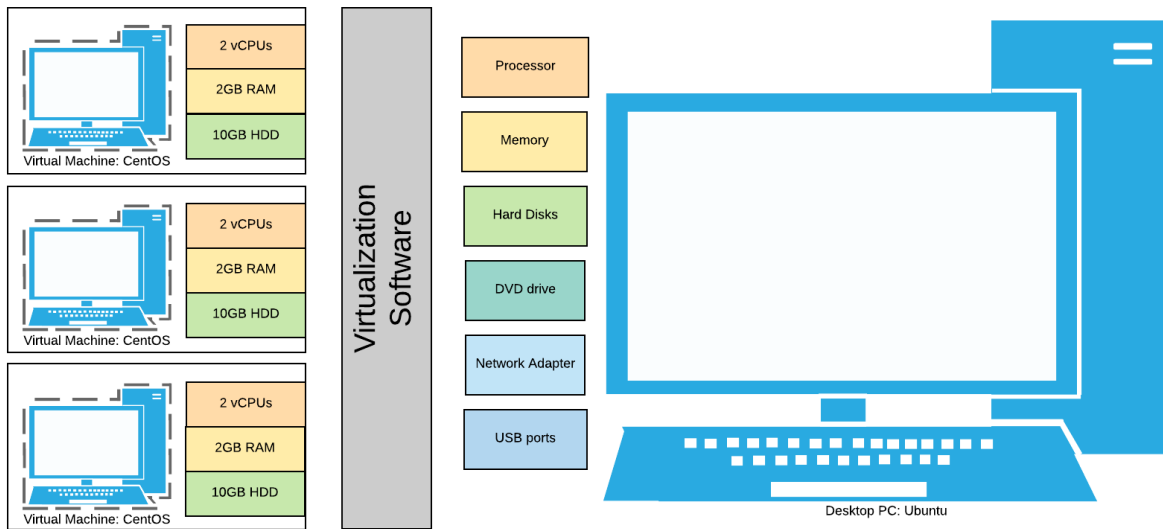 2 vCPUs
2GB RAM
10GB HDD
Virtual Machine: CentOS
2 vCPUs
2GB RAM
10GB HDD
Virtual Machine: CentOS
2 vCPUs
2GB RAM
10GB HDD
Virtual Machine: CentOS
Virtualization
Software
Processor
Memory
Hard Disks
DVD drive
Network Adapter
USB ports
Desktop PC: Ubuntu